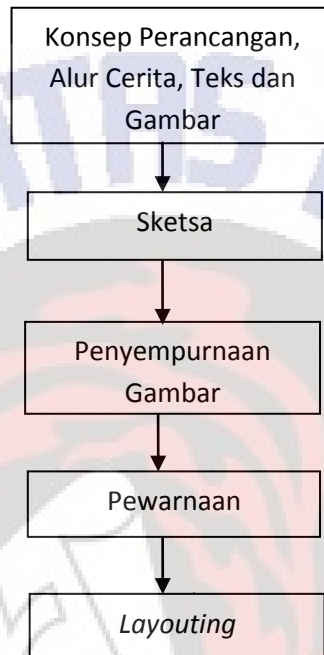 Konsep Perancangan,
Alur Cerita, Teks dan
Gambar
Sketsa
Penyempurnaan
Gambar
Pewarnaan
Layouting